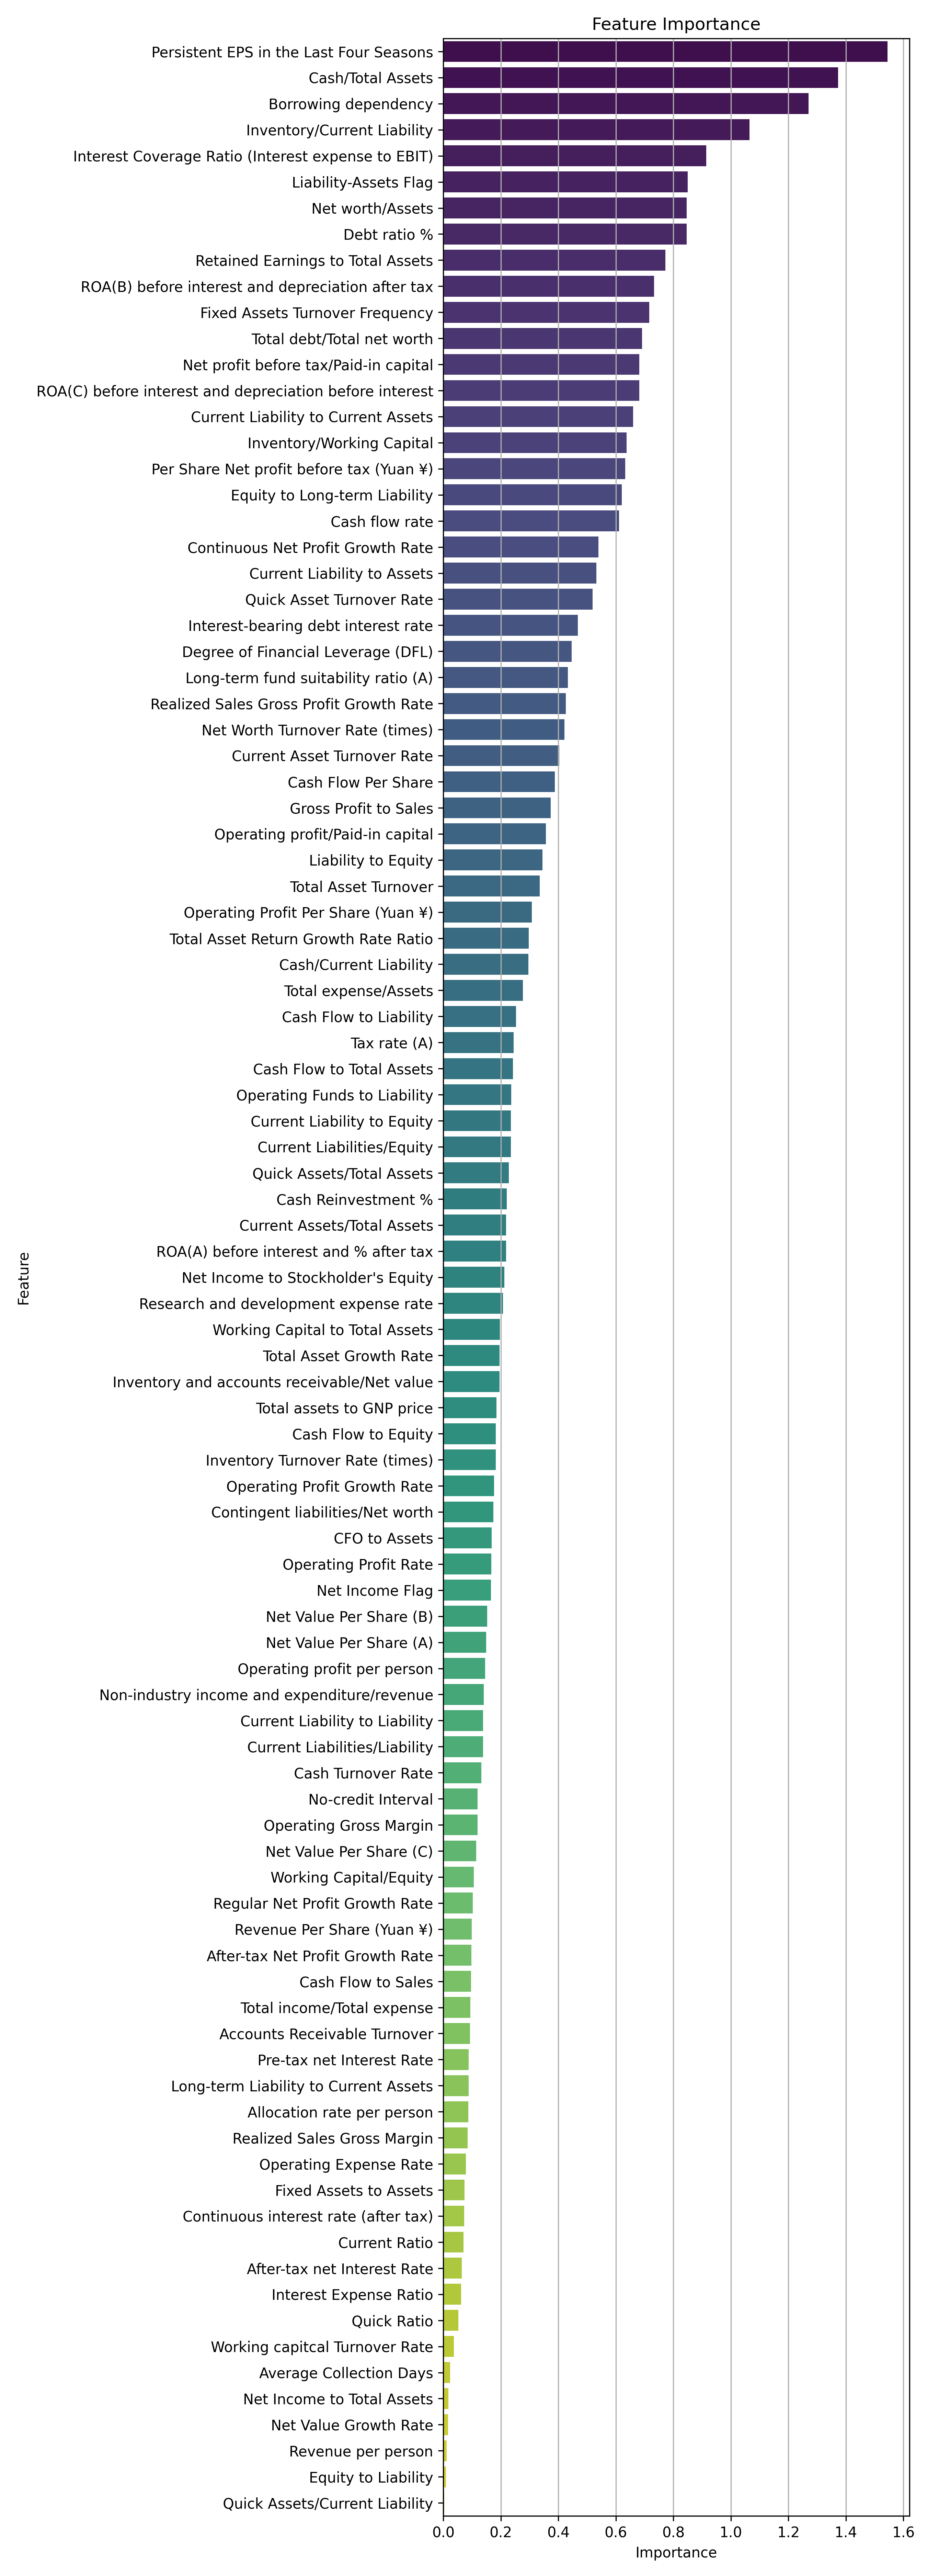 Feature Importance
Persistent EPS in the Last Four Seasons
Cash/Total Assets
Borrowing dependency
Inventory/Current Liability
Interest Coverage Ratio (Interest expense to EBIT)
Liability-Assets Flag
Net worth/Assets
Debt ratio %
Retained Earnings to Total Assets
ROA(B) before interest and depreciation after tax
Fixed Assets Turnover Frequency
Total debt/Total net worth
Net profit before tax/Paid-in capital
ROA(C) before interest and depreciation before interest
Current Liability to Current Assets
Inventory/Working Capital
Per Share Net profit before tax (Yuan ¥)
Equity to Long-term Liability
Cash flow rate
Continuous Net Profit Growth Rate
Current Liability to Assets
Quick Asset Turnover Rate
Interest-bearing debt interest rate
Degree of Financial Leverage (DFL)
Long-term fund suitability ratio (A)
Realized Sales Gross Profit Growth Rate
Net Worth Turnover Rate (times)
Current Asset Turnover Rate
Cash Flow Per Share
Gross Profit to Sales
Operating profit/Paid-in capital
Liability to Equity
Total Asset Turnover
Operating Profit Per Share (Yuan ¥)
Total Asset Return Growth Rate Ratio
Cash/Current Liability
Total expense/Assets
Cash Flow to Liability
Tax rate (A)
Cash Flow to Total Assets
Operating Funds to Liability
Current Liability to Equity
Current Liabilities/Equity
Quick Assets/Total Assets
Cash Reinvestment %
Current Assets/Total Assets
ROA(A) before interest and % after tax
Net Income to Stockholder's Equity
Research and development expense rate
Working Capital to Total Assets
Total Asset Growth Rate
Inventory and accounts receivable/Net value
Total assets to GNP price
Cash Flow to Equity
Inventory Turnover Rate (times)
Operating Profit Growth Rate
Contingent liabilities/Net worth
CFO to Assets
Operating Profit Rate
Net Income Flag
Net Value Per Share (B)
Net Value Per Share (A)
Operating profit per person
Non-industry income and expenditure/revenue
Current Liability to Liability
Current Liabilities/Liability
Cash Turnover Rate
No-credit Interval
Operating Gross Margin
Net Value Per Share (C)
Working Capital/Equity
Regular Net Profit Growth Rate
Revenue Per Share (Yuan ¥)
After-tax Net Profit Growth Rate
Cash Flow to Sales
Total income/Total expense
Accounts Receivable Turnover
Pre-tax net Interest Rate
Long-term Liability to Current Assets
Allocation rate per person
Realized Sales Gross Margin
Operating Expense Rate
Fixed Assets to Assets
Continuous interest rate (after tax)
Current Ratio
After-tax net Interest Rate
Interest Expense Ratio
Quick Ratio
Working capitcal Turnover Rate
Average Collection Days
Net Income to Total Assets
Net Value Growth Rate
Revenue per person
Equity to Liability
Quick Assets/Current Liability
Feature
0.0 0.2 0.4 0.6 0.8 1.0 1.2 1.4 1.6
Importance